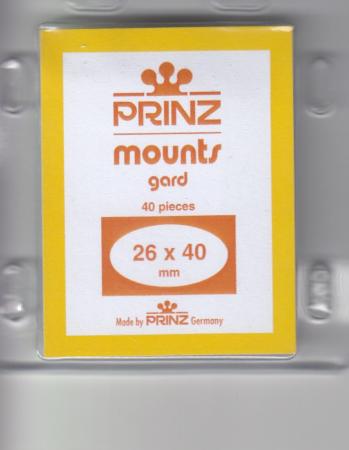 PRINZ
mounts
gard
40 pieces
26 x 40
mm
Made by PRINZ Germany